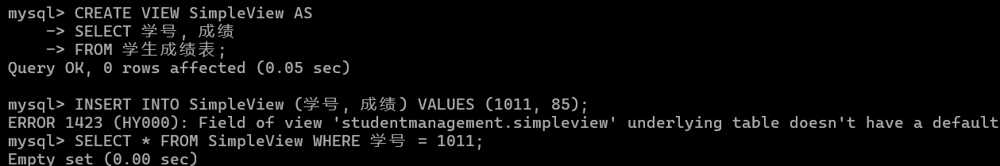 mysql> CREATE VIEW SimpleView AS
    -> SELECT 学号, 成绩
    -> FROM 学生成绩表;
Query OK, 0 rows affected (0.05 sec)
mysql> INSERT INTO SimpleView (学号, 成绩) VALUES (1011, 85);
ERROR 1423 (HY000): Field of view 'studentmanagement.simpleview' underlying table doesn't have a default
mysql> SELECT * FROM SimpleView WHERE 学号 = 1011;
Empty set (0.00 sec)